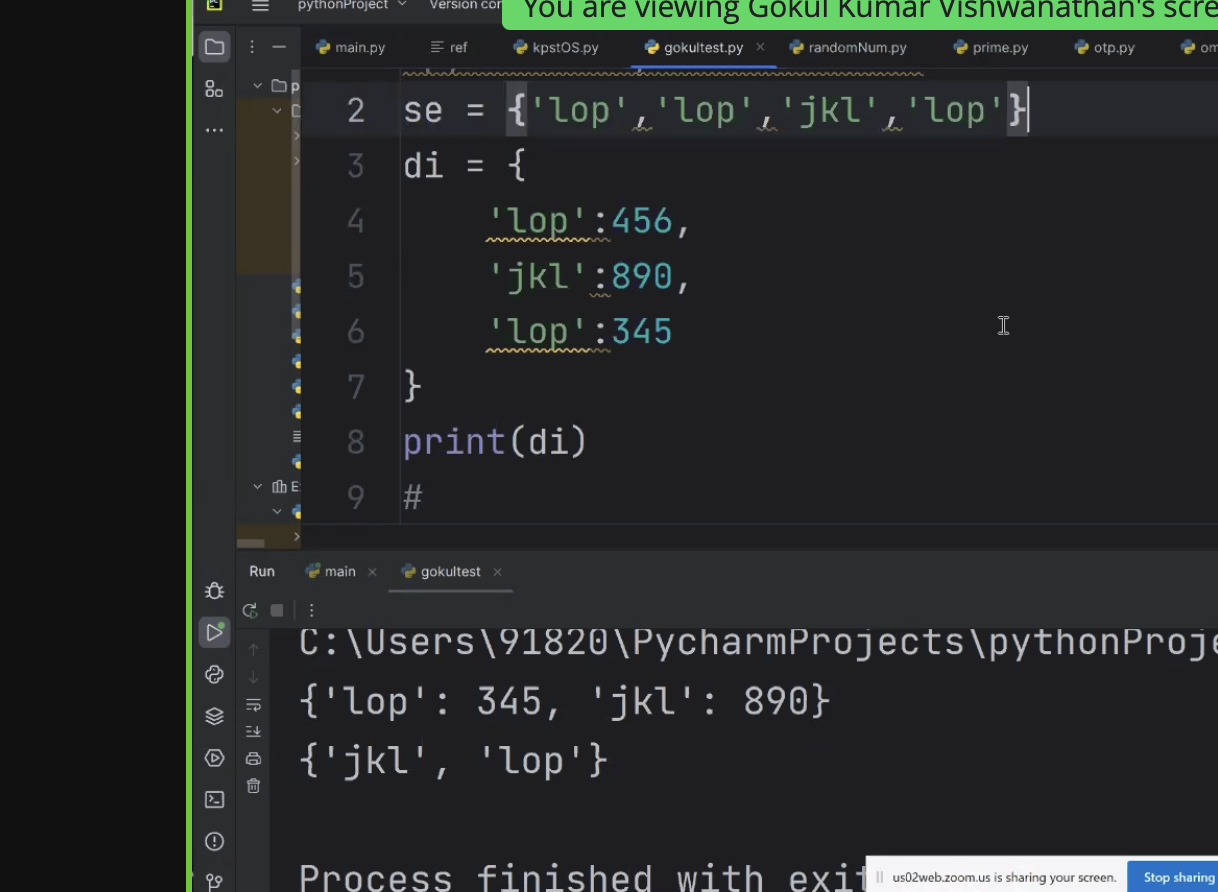 You are viewing Gokul Kumar Vishwanathan's scre
pythonProject Version cor
main.py ref kpstOS.py gokultest.py randomNum.py prime.py otp.py om
2 se = {'lop','lop','jkl','lop'}
3 di = {
4 'lop':456,
5 'jkl':890,
6 'lop':345
7 }
8 print(di)
9 #
p
E
Run main gokultest
C:\Users\91820\PycharmProjects\pythonProje
{'lop': 345, 'jkl': 890}
{'jkl', 'lop'}
Process finished with exit
us02web.zoom.us is sharing your screen. Stop sharing